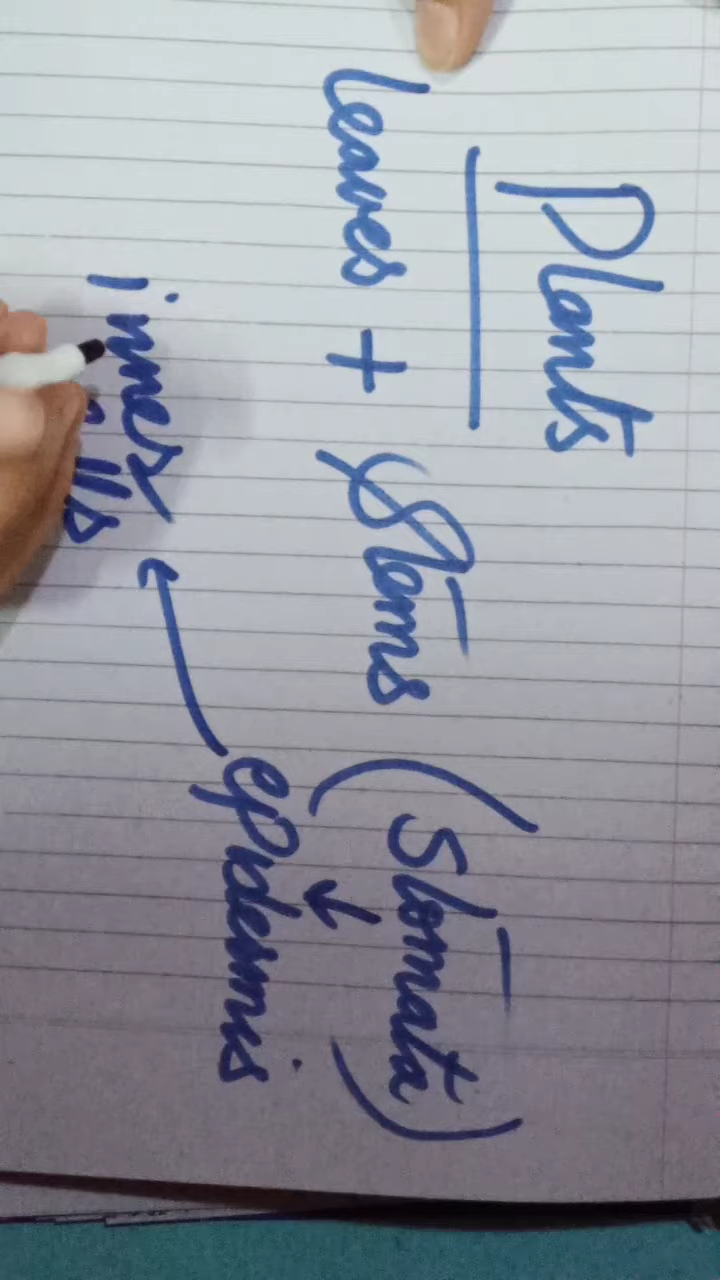 Plants
leaves + Stems (Stomata)
↓
epidermis
inner ←